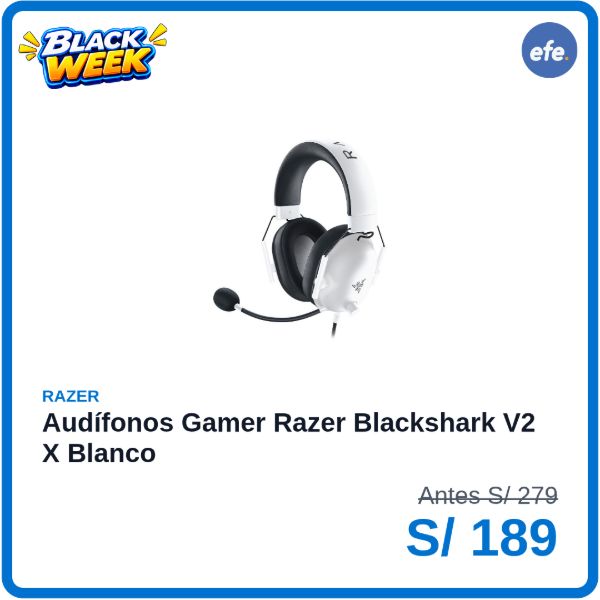 BLACK
WEEK
efe.
RAZER
Audífonos Gamer Razer Blackshark V2
X Blanco
Antes S/ 279
S/ 189